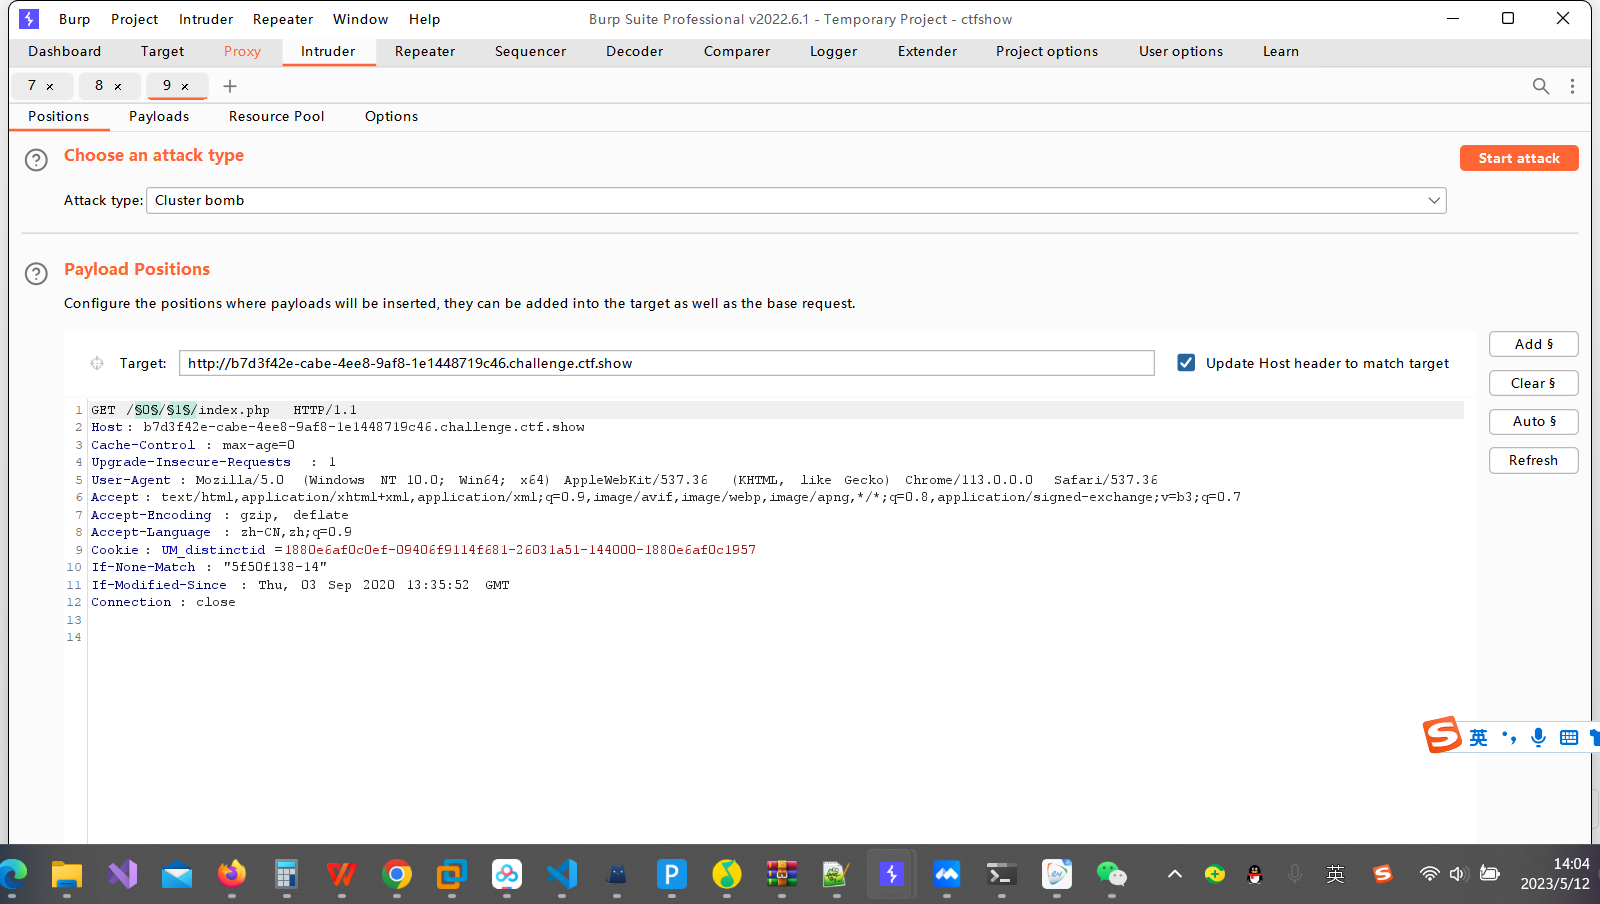 Burp Project Intruder Repeater Window Help Burp Suite Professional v2022.6.1 - Temporary Project - ctfshow
Dashboard Target Proxy Intruder Repeater Sequencer Decoder Comparer Logger Extender Project options User options Learn
7 × 8 × 9 × +
Positions Payloads Resource Pool Options
? Choose an attack type
Start attack
Attack type: Cluster bomb
? Payload Positions
Configure the positions where payloads will be inserted, they can be added into the target as well as the base request.
Target: http://b7d3f42e-cabe-4ee8-9af8-1e1448719c46.challenge.ctf.show Update Host header to match target
Add §
Clear §
Auto §
Refresh
1 GET /§0§/§1§/index.php HTTP/1.1
2 Host: b7d3f42e-cabe-4ee8-9af8-1e1448719c46.challenge.ctf.show
3 Cache-Control : max-age=0
4 Upgrade-Insecure-Requests : 1
5 User-Agent : Mozilla/5.0 (Windows NT 10.0; Win64; x64) AppleWebKit/537.36 (KHTML, like Gecko) Chrome/113.0.0.0 Safari/537.36
6 Accept : text/html,application/xhtml+xml,application/xml;q=0.9,image/avif,image/webp,image/apng,*/*;q=0.8,application/signed-exchange;v=b3;q=0.7
7 Accept-Encoding : gzip, deflate
8 Accept-Language : zh-CN,zh;q=0.9
9 Cookie : UM_distinctid =1880e6af0c0ef-09406f9114f681-26031a51-144000-1880e6af0c1957
10 If-None-Match : "5f50f138-14"
11 If-Modified-Since : Thu, 03 Sep 2020 13:35:52 GMT
12 Connection : close
13
14
S 英
英 S 14:04
2023/5/12